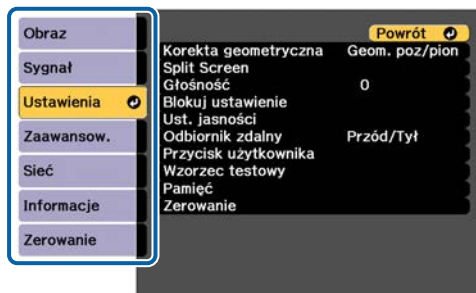 Obraz
Sygnał
Ustawienia
Zaawansow.
Sieć
Informacje
Zerowanie
Powrót
Korekta geometryczna Geom. poz/pion
Split Screen
Głośność 0
Blokuj ustawienie
Ust. jasności
Odbiornik zdalny Przód/Tył
Przycisk użytkownika
Wzorzec testowy
Pamięć
Zerowanie